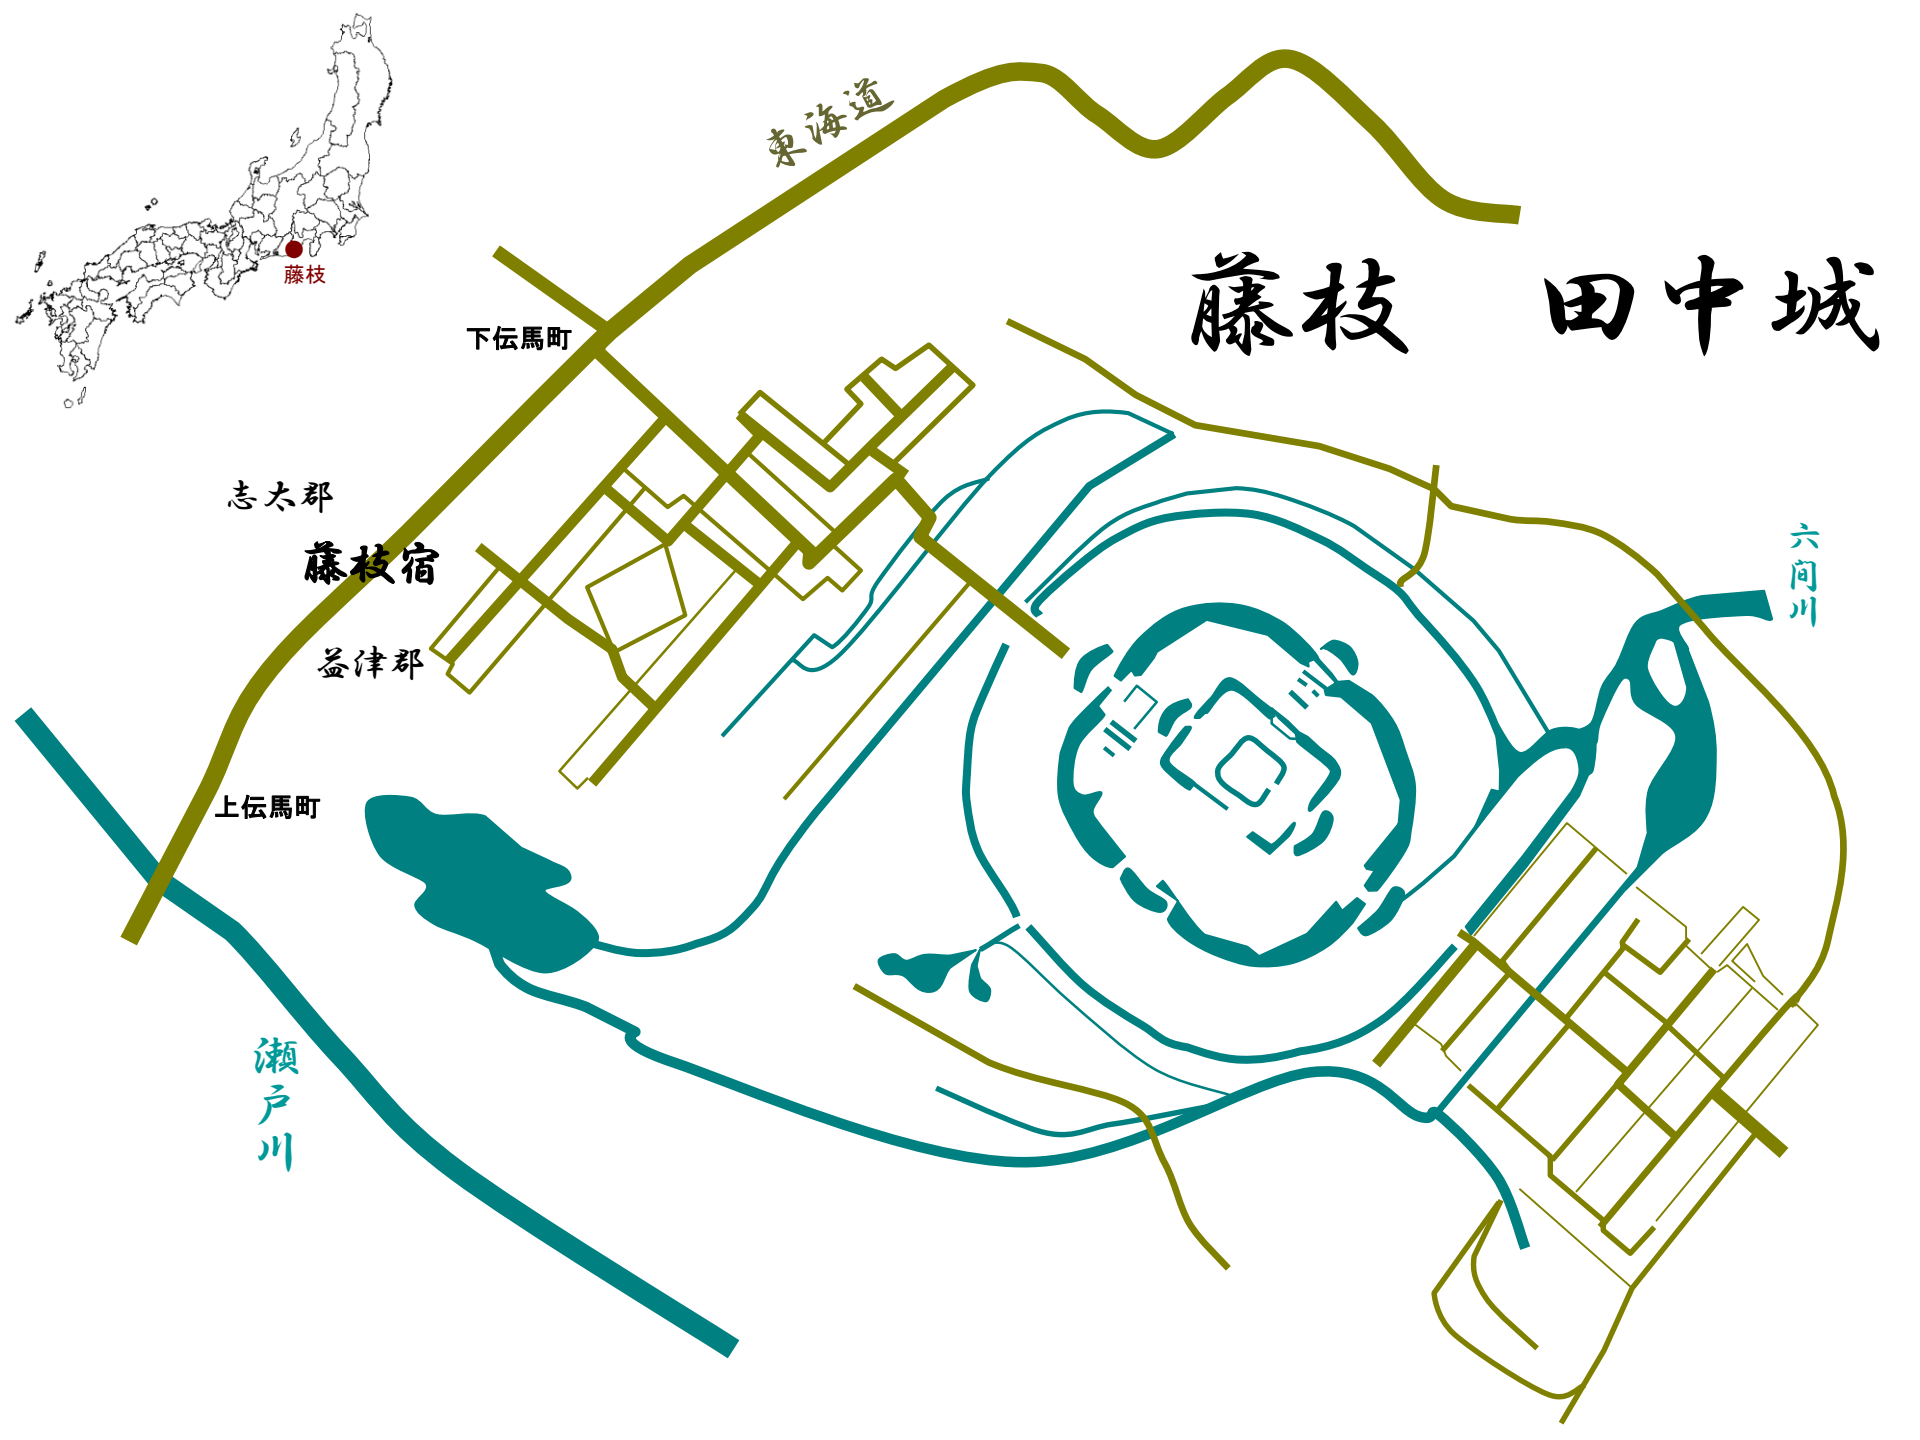 東海道
藤枝
藤枝　田中城
下伝馬町
志太郡
藤枝宿
六间川
益津郡
上伝馬町
瀬戸川